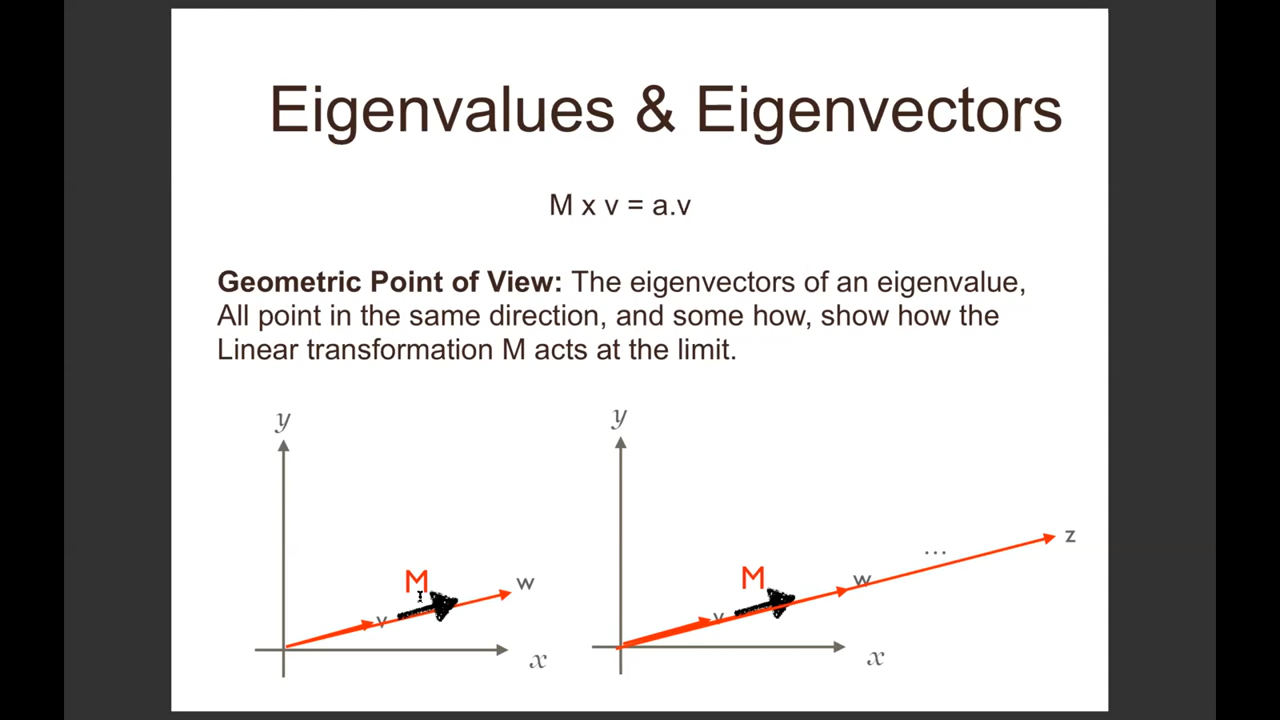 Eigenvalues & Eigenvectors
M x v = a.v
Geometric Point of View: The eigenvectors of an eigenvalue,
All point in the same direction, and some how, show how the
Linear transformation M acts at the limit.
y
M
v
w
x
y
M
v
w
...
z
x